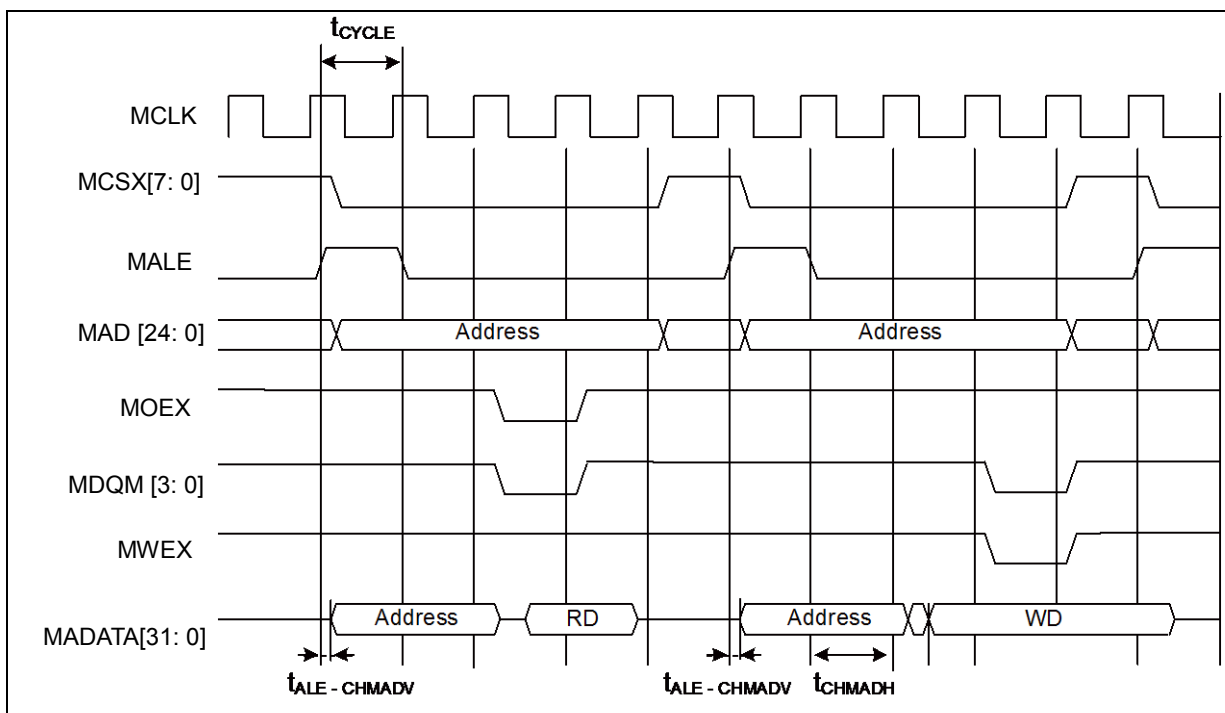 tCYCLE
MCLK
MCSX[7: 0]
MALE
MAD [24: 0]
Address
Address
MOEX
MDQM [3: 0]
MWEX
MADATA[31: 0]
Address
RD
Address
WD
tALE - CHMADV
tALE - CHMADV
tCHMADH